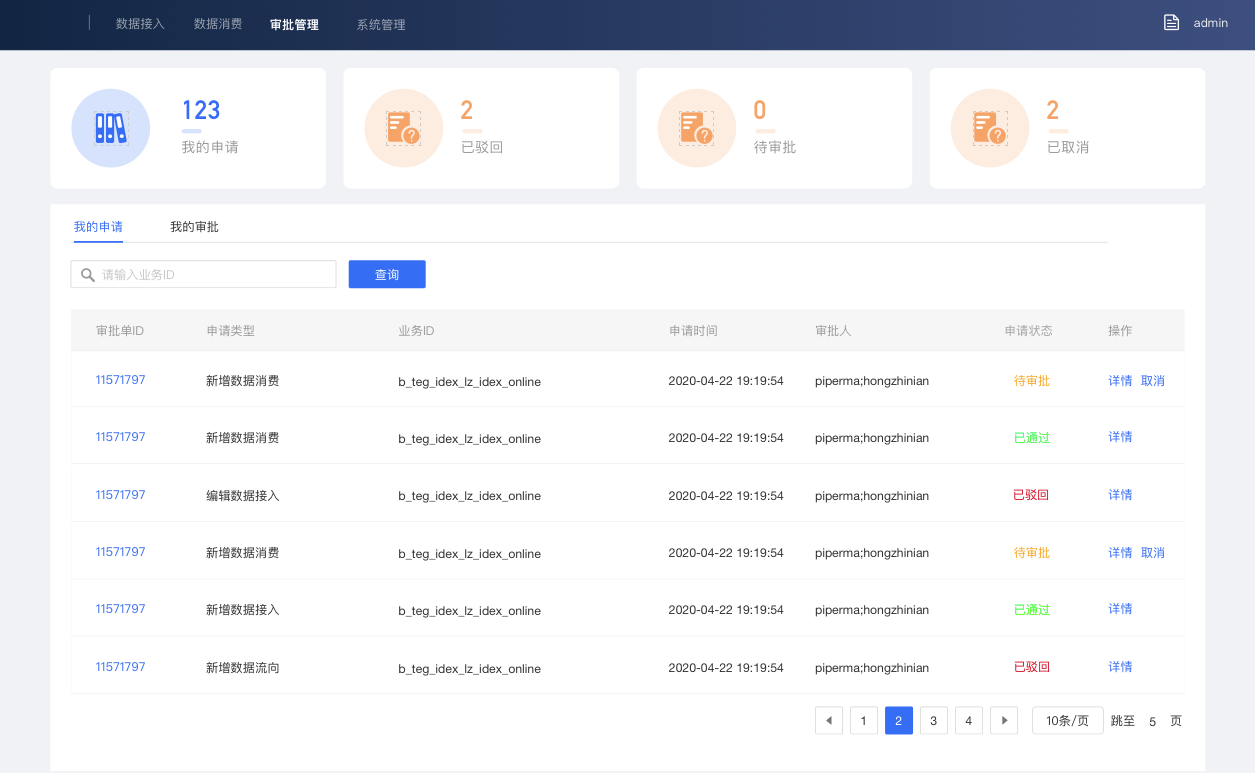 数据接入 数据消费 审批管理 系统管理 admin
123 2 0 2
我的申请 已驳回 待审批 已取消
我的申请 我的审批
请输入业务ID 查询
审批单ID 申请类型 业务ID 申请时间 审批人 申请状态 操作
11571797 新增数据消费 b_teg_idex_lz_idex_online 2020-04-22 19:19:54 piperma;hongzhinian 待审批 详情 取消
11571797 新增数据消费 b_teg_idex_lz_idex_online 2020-04-22 19:19:54 piperma;hongzhinian 已通过 详情
11571797 编辑数据接入 b_teg_idex_lz_idex_online 2020-04-22 19:19:54 piperma;hongzhinian 已驳回 详情
11571797 新增数据消费 b_teg_idex_lz_idex_online 2020-04-22 19:19:54 piperma;hongzhinian 待审批 详情 取消
11571797 新增数据接入 b_teg_idex_lz_idex_online 2020-04-22 19:19:54 piperma;hongzhinian 已通过 详情
11571797 新增数据流向 b_teg_idex_lz_idex_online 2020-04-22 19:19:54 piperma;hongzhinian 已驳回 详情
1 2 3 4 10条/页 跳至 5 页